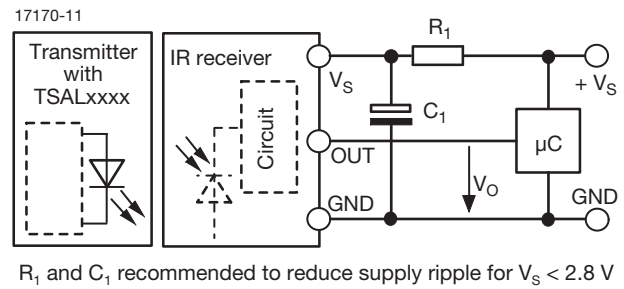 17170-11
Transmitter
with
TSALxxxx
IR receiver
Circuit
V_S
OUT
GND
R_1
C_1
+ V_S
µC
V_O
GND
R_1 and C_1 recommended to reduce supply ripple for V_S < 2.8 V